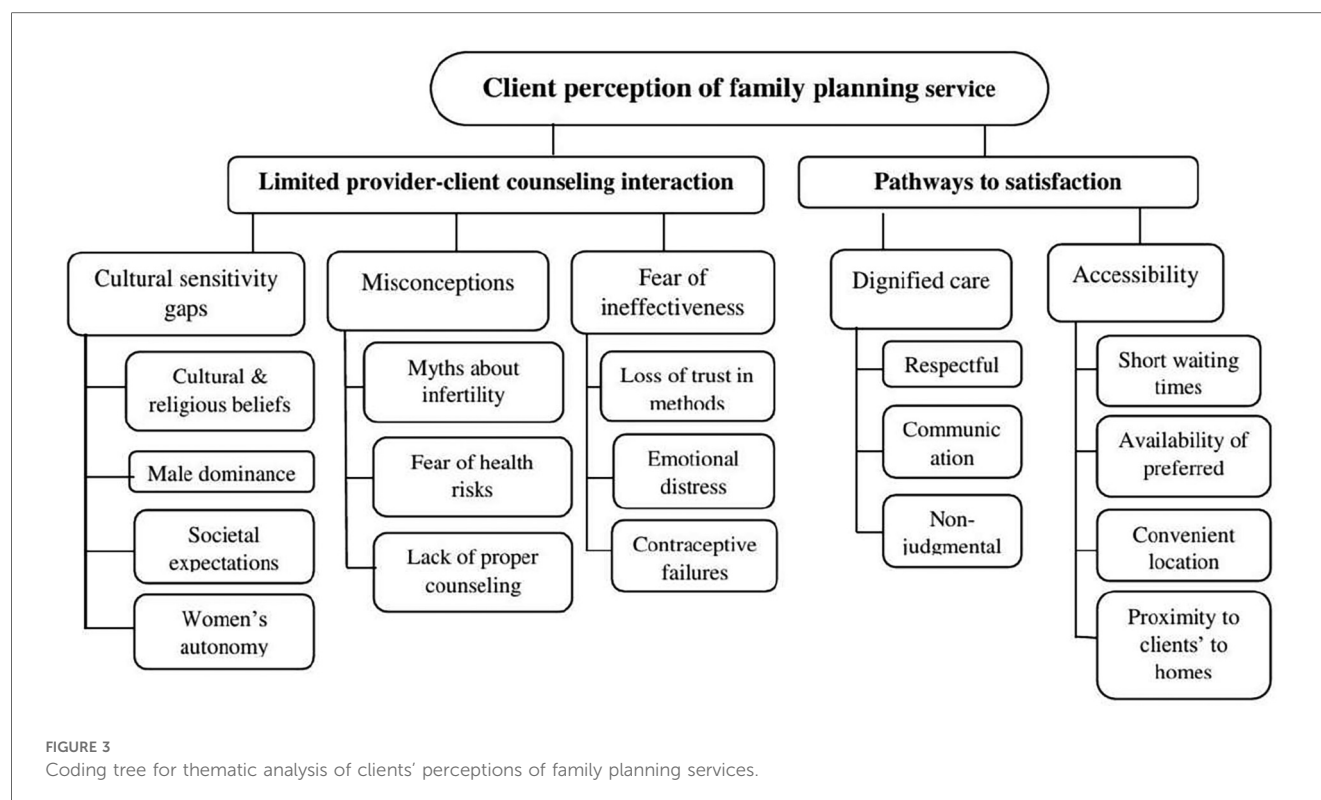 Client perception of family planning service
Limited provider-client counseling interaction
Pathways to satisfaction
Cultural sensitivity
gaps
Misconceptions
Fear of
ineffectiveness
Dignified care
Accessibility
Cultural &
religious beliefs
Male dominance
Societal
expectations
Women's
autonomy
Myths about
infertility
Fear of health
risks
Lack of proper
counseling
Loss of trust in
methods
Emotional
distress
Contraceptive
failures
Respectful
Communic
ation
Non-
judgmental
Short waiting
times
Availability of
preferred
Convenient
location
Proximity to
clients' to
homes
FIGURE 3
Coding tree for thematic analysis of clients' perceptions of family planning services.